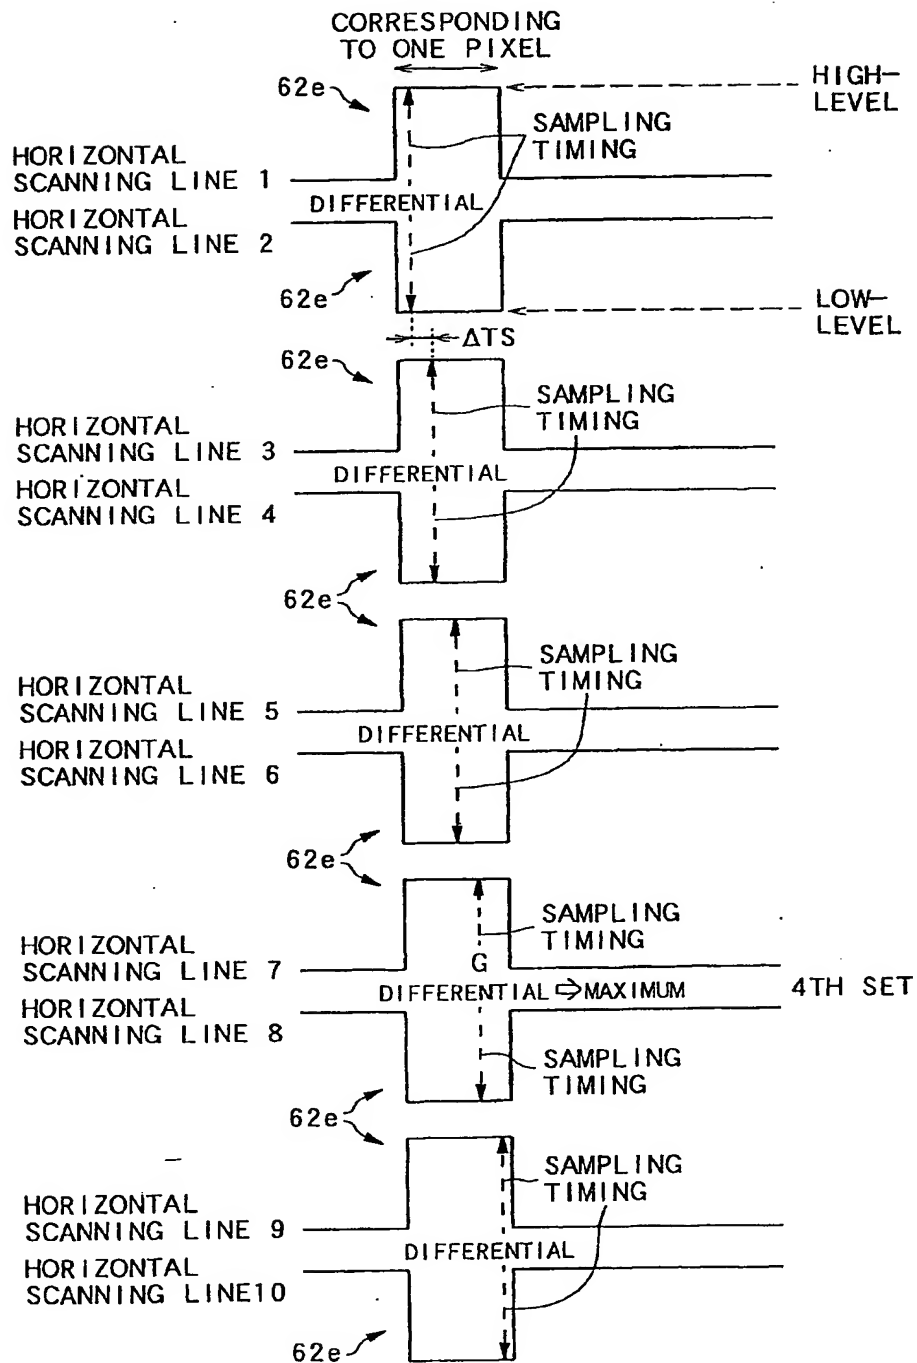 CORRESPONDING
TO ONE PIXEL
62e
HIGH-
LEVEL
SAMPLING
TIMING
HORIZONTAL
SCANNING LINE 1
DIFFERENTIAL
HORIZONTAL
SCANNING LINE 2
62e
LOW-
LEVEL
ΔTS
62e
SAMPLING
TIMING
HORIZONTAL
SCANNING LINE 3
DIFFERENTIAL
HORIZONTAL
SCANNING LINE 4
62e
SAMPLING
TIMING
HORIZONTAL
SCANNING LINE 5
DIFFERENTIAL
HORIZONTAL
SCANNING LINE 6
62e
SAMPLING
TIMING
HORIZONTAL
SCANNING LINE 7
G
DIFFERENTIAL ⇨ MAXIMUM
4TH SET
HORIZONTAL
SCANNING LINE 8
SAMPLING
TIMING
62e
SAMPLING
TIMING
HORIZONTAL
SCANNING LINE 9
DIFFERENTIAL
HORIZONTAL
SCANNING LINE10
62e